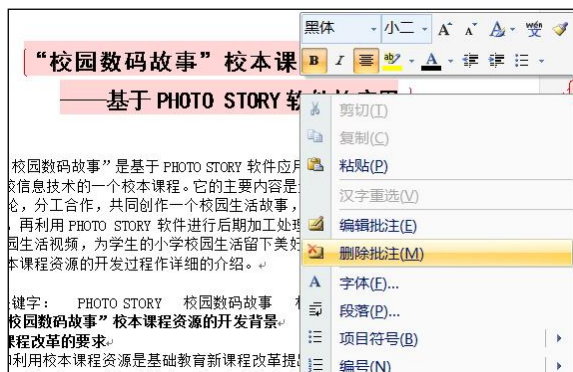 黑体 小二 A A A 变 wén
B I ab A
“校园数码故事”校本课
——基于 PHOTO STORY 软
剪切(T)
复制(C)
粘贴(P)
汉字重选(V)
编辑批注(E)
删除批注(M)
A 字体(F)...
段落(P)...
项目符号(B)
编号(N)
校园数码故事”是基于 PHOTO STORY 软件应用
信息技术的一个校本课程。它的主要内容是
论，分工合作，共同创作一个校园生活故事，
再利用 PHOTO STORY 软件进行后期加工处理
园生活视频，为学生的小学校园生活留下美好
本课程资源的开发过程作详细的介绍。
键字： PHOTO STORY 校园数码故事
校园数码故事”校本课程资源的开发背景
课程改革的要求
利用校本课程资源是基础教育新课程改革提